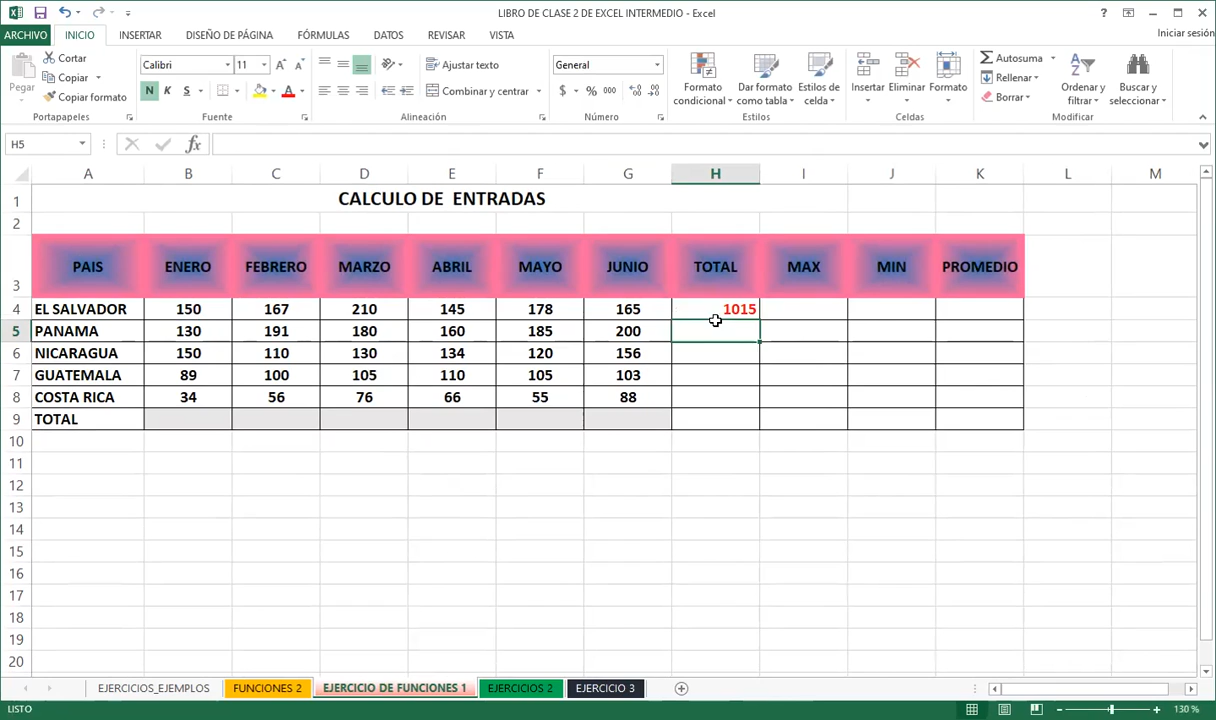 LIBRO DE CLASE 2 DE EXCEL INTERMEDIO - Excel
ARCHIVO INICIO INSERTAR DISEÑO DE PÁGINA FÓRMULAS DATOS REVISAR VISTA Iniciar sesión
Pegar Cortar Copiar Copiar formato
Calibri 11 N K S A A A
Ajustar texto
Combinar y centrar
General
$ % 000
Formato condicional Dar formato como tabla Estilos de celda
Insertar Eliminar Formato
Autosuma Rellenar Borrar
Ordenar y filtrar Buscar y seleccionar
Portapapeles Fuente Alineación Número Estilos Celdas Modificar
H5 fx
A B C D E F G H I J K L M
1 CALCULO DE ENTRADAS
2
3 PAIS ENERO FEBRERO MARZO ABRIL MAYO JUNIO TOTAL MAX MIN PROMEDIO
4 EL SALVADOR 150 167 210 145 178 165 1015
5 PANAMA 130 191 180 160 185 200
6 NICARAGUA 150 110 130 134 120 156
7 GUATEMALA 89 100 105 110 105 103
8 COSTA RICA 34 56 76 66 55 88
9 TOTAL
10
11
12
13
14
15
16
17
18
19
20
EJERCICIOS_EJEMPLOS FUNCIONES 2 EJERCICIO DE FUNCIONES 1 EJERCICIOS 2 EJERCICIO 3
LISTO 130 %